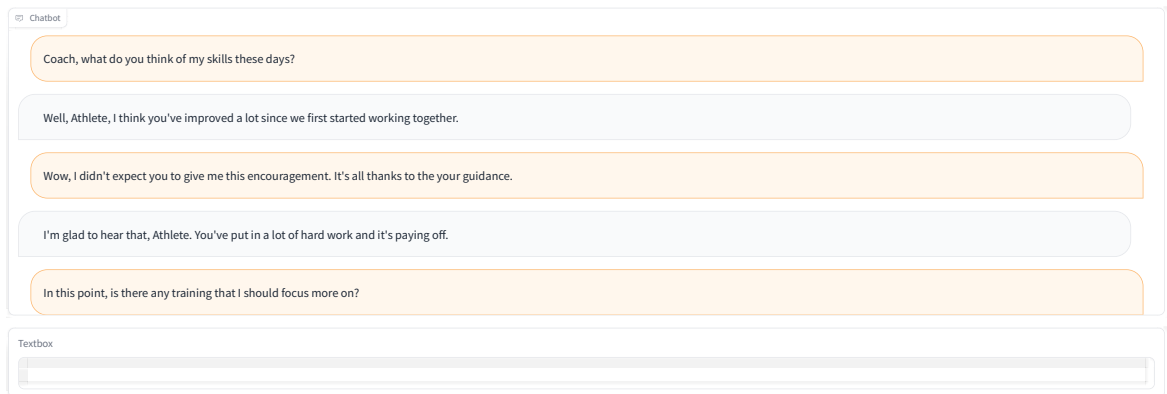 Chatbot
Coach, what do you think of my skills these days?
Well, Athlete, I think you've improved a lot since we first started working together.
Wow, I didn't expect you to give me this encouragement. It's all thanks to the your guidance.
I'm glad to hear that, Athlete. You've put in a lot of hard work and it's paying off.
In this point, is there any training that I should focus more on?
Textbox